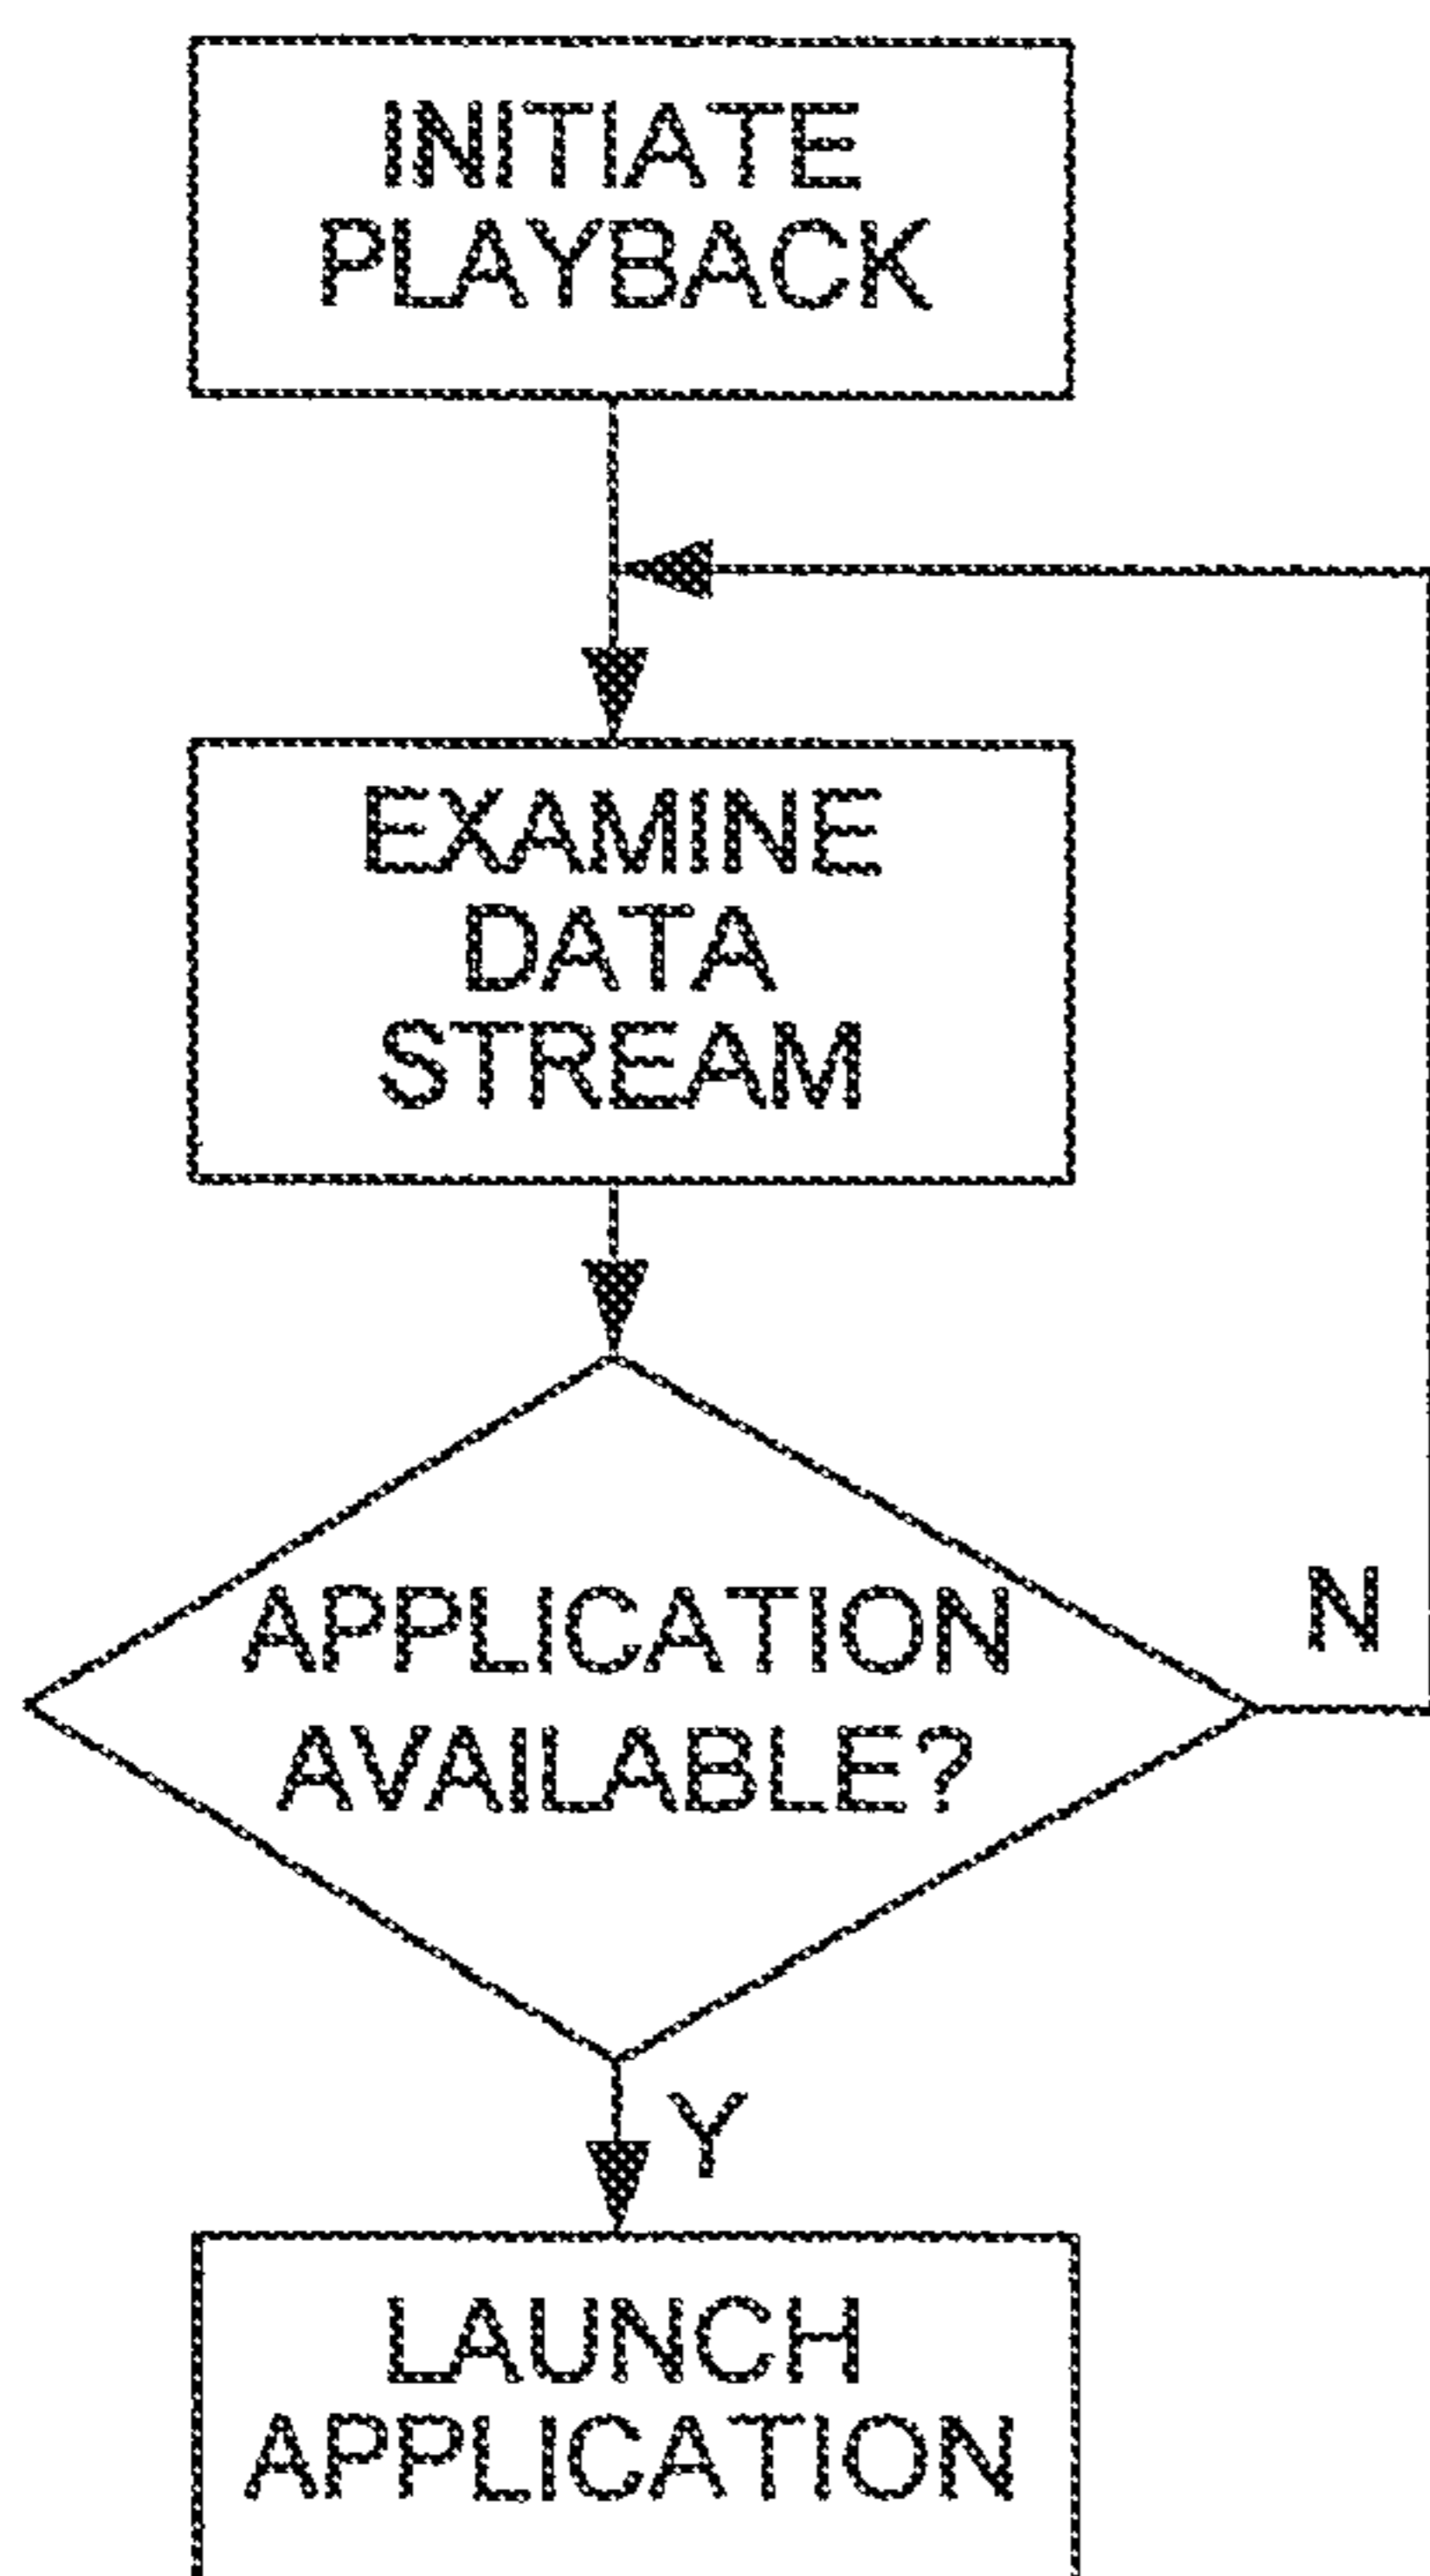 INITIATE
PLAYBACK
EXAMINE
DATA
STREAM
APPLICATION
AVAILABLE?
N
Y
LAUNCH
APPLICATION